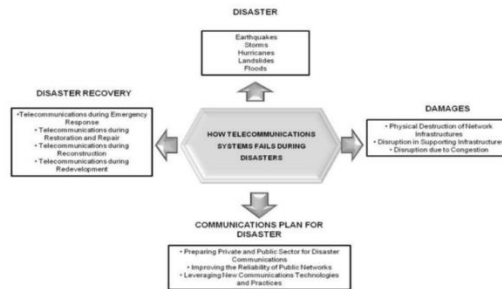 DISASTER
Earthquakes
Storms
Hurricanes
Landslides
Floods
DISASTER RECOVERY
•Telecommunications during Emergency
Response
• Telecommunications during
Restoration and Repair
• Telecommunications during
Reconstruction
• Telecommunications during
Redevelopment
HOW TELECOMMUNICATIONS
SYSTEMS FAILS DURING
DISASTERS
DAMAGES
• Physical Destruction of Network
Infrastructures
• Disruption in Supporting Infrastructures
• Disruption due to Congestion
COMMUNICATIONS PLAN FOR
DISASTER
• Preparing Private and Public Sector for Disaster
Communications
• Improving the Reliability of Public Networks
• Leveraging New Communications Technologies
and Practices